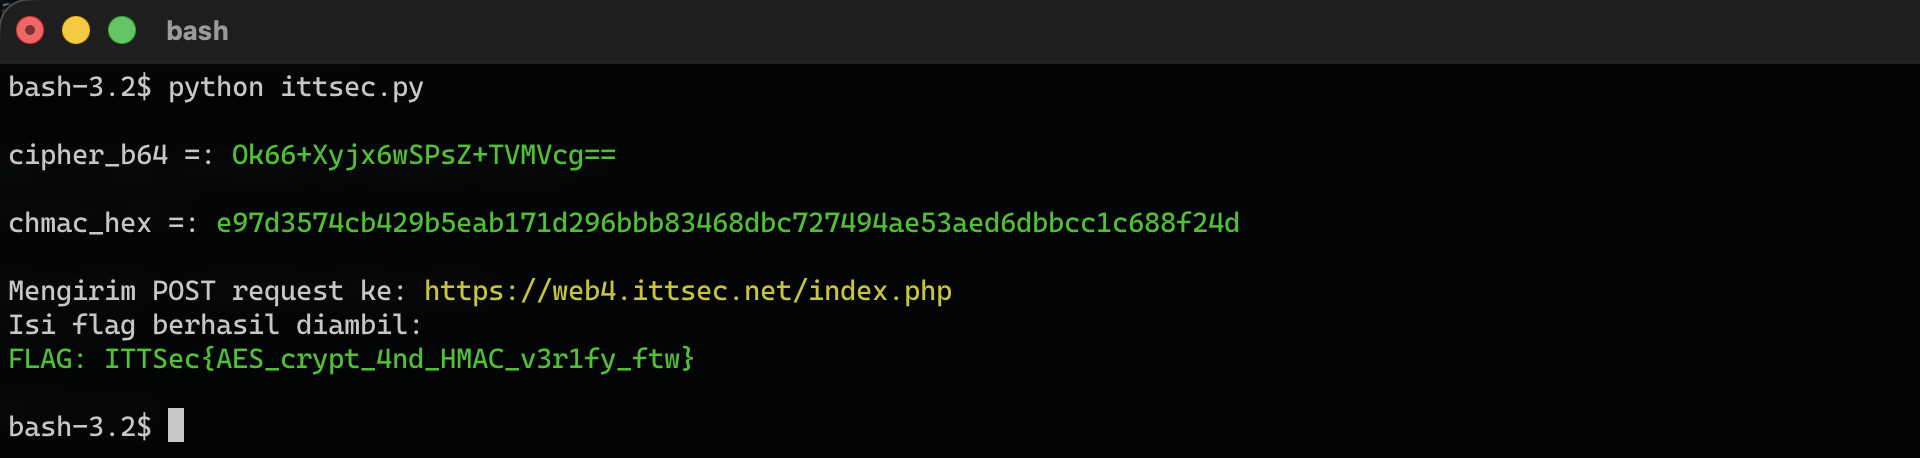 bash
bash-3.2$ python ittsec.py
cipher_b64 =: Ok66+Xyjx6wSPsZ+TVMVcg==
chmac_hex =: e97d3574cb429b5eab171d296bbb83468dbc727494ae53aed6dbbcc1c688f24d
Mengirim POST request ke: https://web4.ittsec.net/index.php
Isi flag berhasil diambil:
FLAG: ITTSec{AES_crypt_4nd_HMAC_v3r1fy_ftw}
bash-3.2$